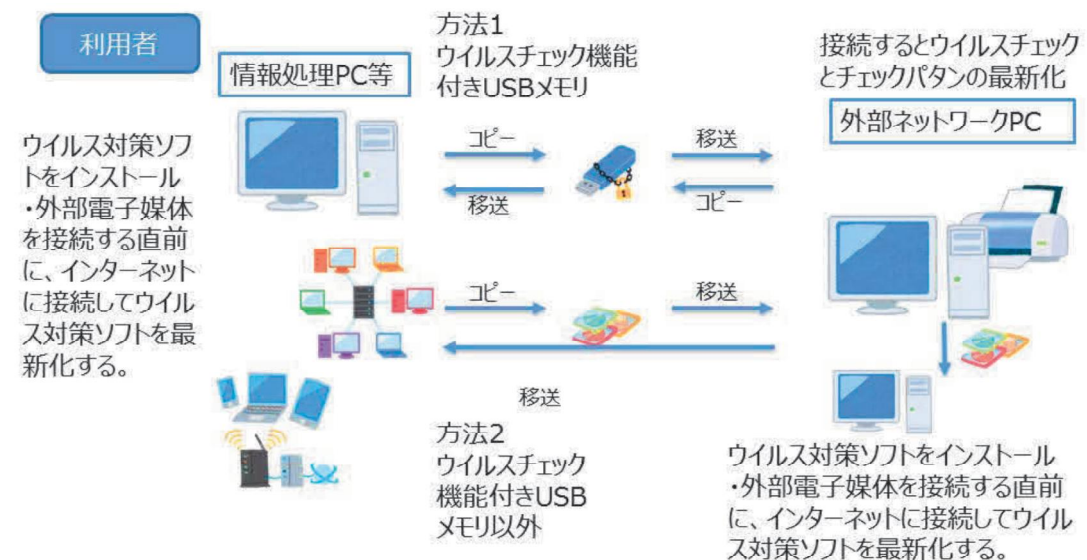 利用者
情報処理PC等
方法1
ウイルスチェック機能
付きUSBメモリ
接続するとウイルスチェック
とチェックパタンの最新化
外部ネットワークPC
ウイルス対策ソフ
トをインストール
・外部電子媒体
を接続する直前
に、インターネット
に接続してウイル
ス対策ソフトを最
新化する。
コピー
移送
移送
コピー
コピー
移送
移送
方法2
ウイルスチェック
機能付きUSB
メモリ以外
ウイルス対策ソフトをインストール
・外部電子媒体を接続する直前
に、インターネットに接続してウイル
ス対策ソフトを最新化する。